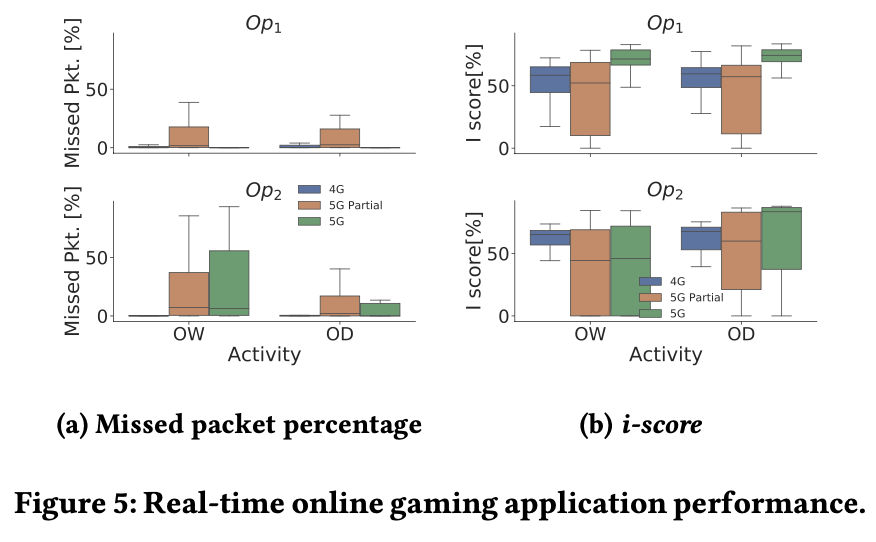 Op1
Missed Pkt. [%]
50
0
Op2
Missed Pkt. [%]
50
0
4G
5G Partial
5G
OW
OD
Activity
Op1
I score[%]
50
0
Op2
I score[%]
50
0
4G
5G Partial
5G
OW
OD
Activity
(a) Missed packet percentage
(b) i-score
Figure 5: Real-time online gaming application performance.